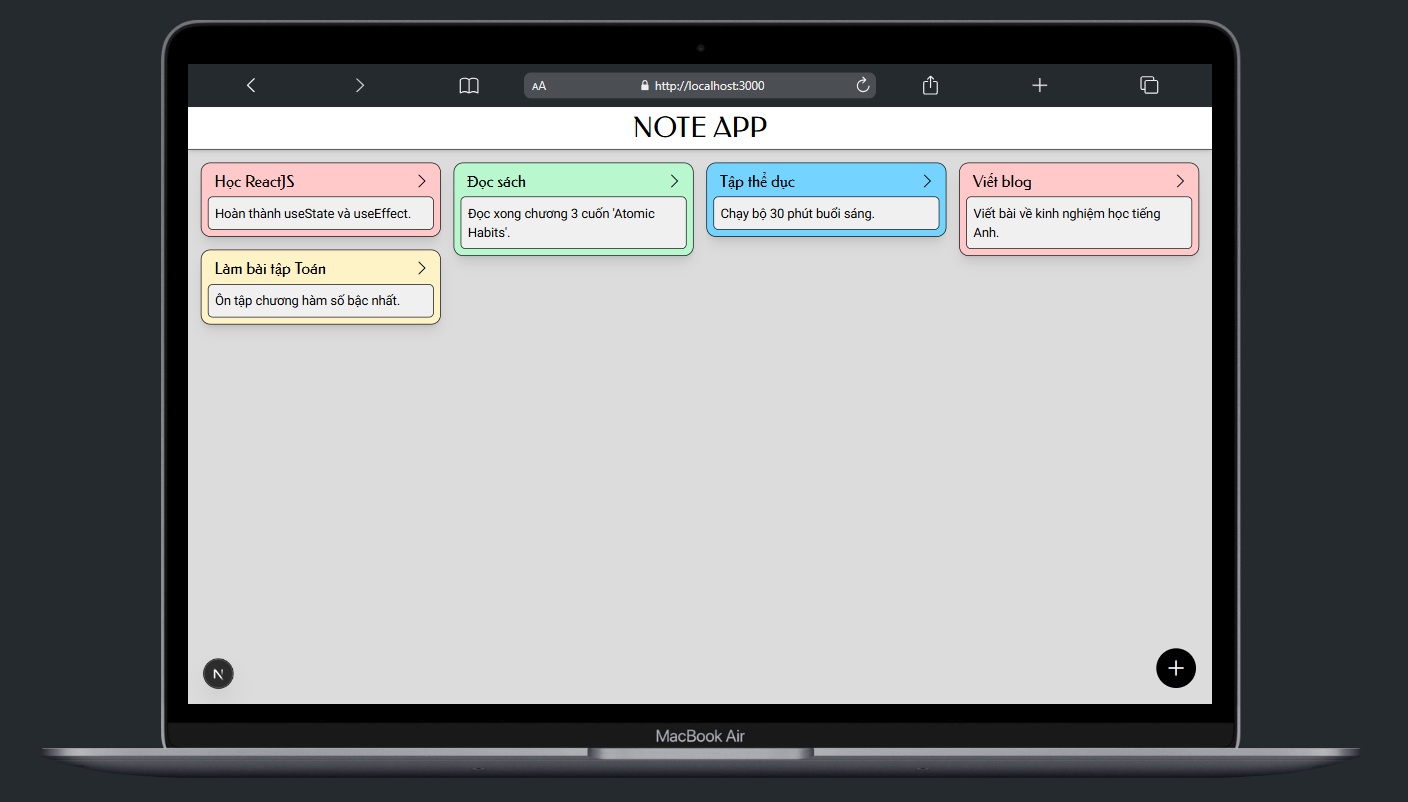 AA
http://localhost:3000
NOTE APP
Học ReactJS
Hoàn thành useState và useEffect.
Đọc sách
Đọc xong chương 3 cuốn 'Atomic
Habits'.
Tập thể dục
Chạy bộ 30 phút buổi sáng.
Viết blog
Viết bài về kinh nghiệm học tiếng
Anh.
Làm bài tập Toán
Ôn tập chương hàm số bậc nhất.
N
MacBook Air